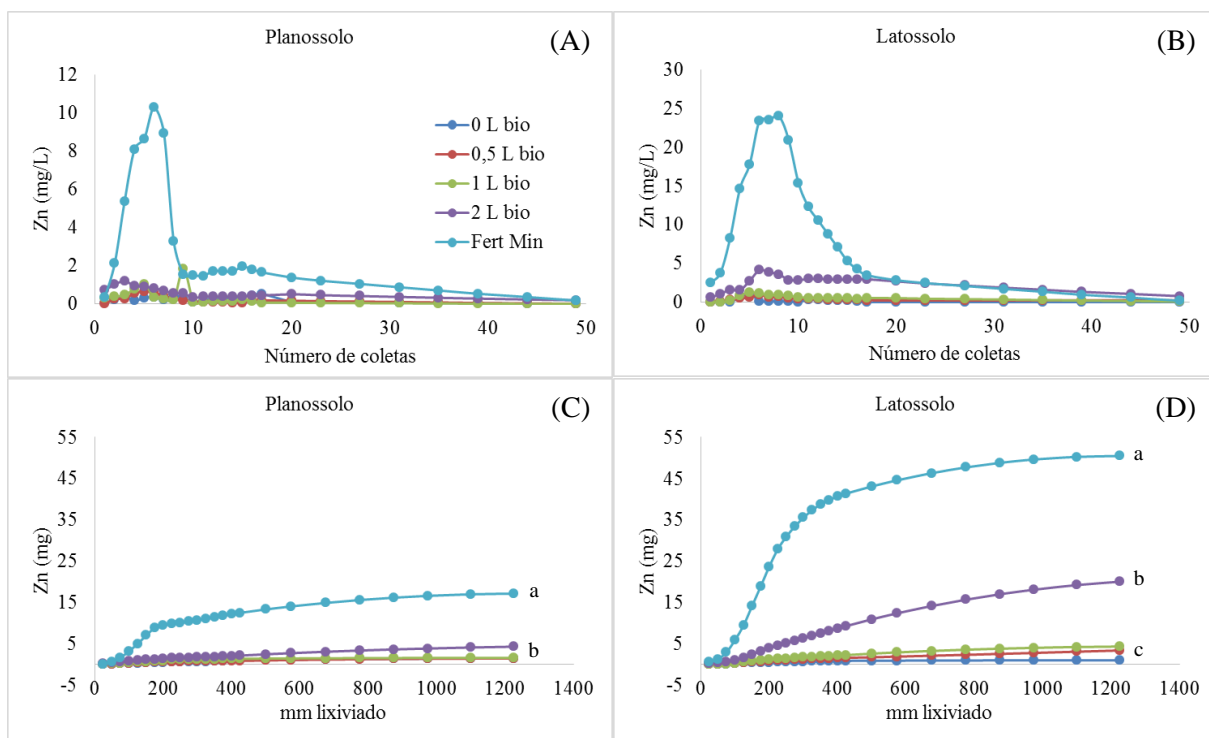 Planossolo
(A)
12
10
8
6
4
2
0
Zn (mg/L)
0 10 20 30 40 50
Número de coletas
0 L bio
0,5 L bio
1 L bio
2 L bio
Fert Min
Latossolo
(B)
30
25
20
15
10
5
0
Zn (mg/L)
0 10 20 30 40 50
Número de coletas
Planossolo
(C)
55
45
35
25
15
5
-5
Zn (mg)
0 200 400 600 800 1000 1200 1400
mm lixiviado
a
b
Latossolo
(D)
55
45
35
25
15
5
-5
Zn (mg)
0 200 400 600 800 1000 1200 1400
mm lixiviado
a
b
c